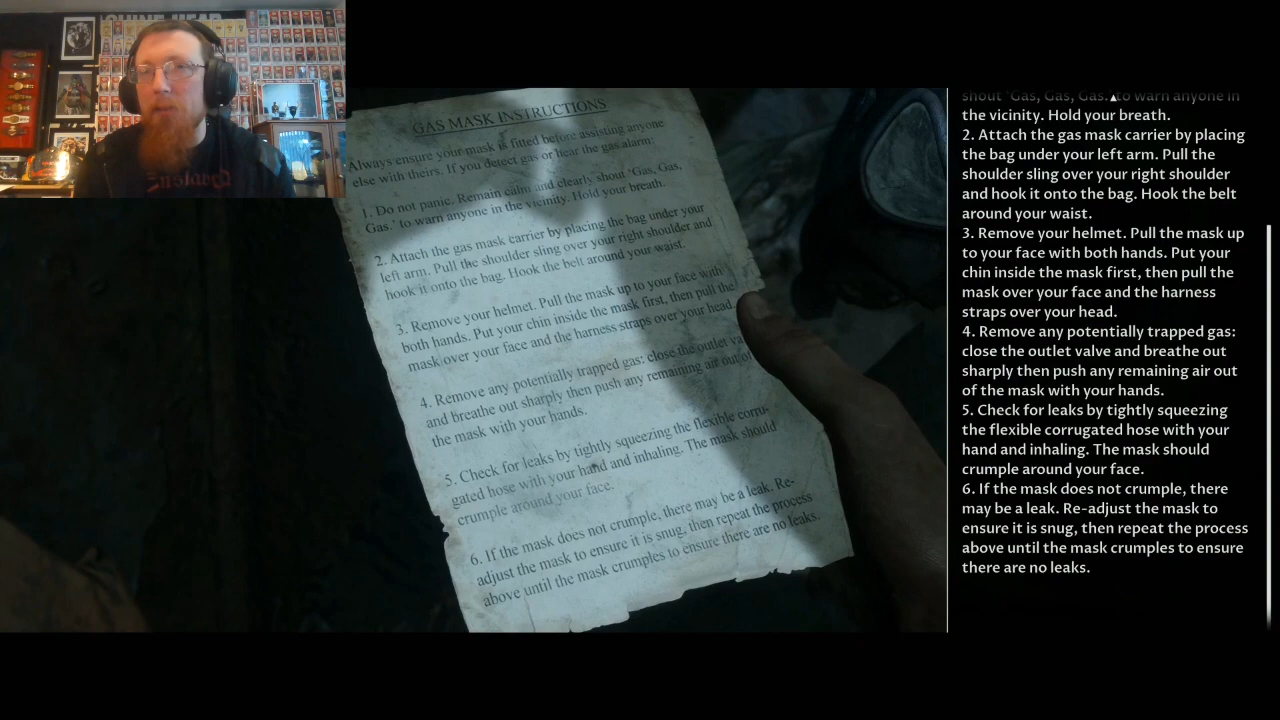 SHINE HEAD
Enslaved
GAS MASK INSTRUCTIONS
Always ensure your mask is fitted before assisting anyone
else with theirs. If you detect gas or hear the gas alarm:
1. Do not panic. Remain calm and clearly shout 'Gas, Gas,
Gas.' to warn anyone in the vicinity. Hold your breath.
2. Attach the gas mask carrier by placing the bag under your
left arm. Pull the shoulder sling over your right shoulder and
hook it onto the bag. Hook the belt around your waist.
3. Remove your helmet. Pull the mask up to your face with
both hands. Put your chin inside the mask first, then pull the
mask over your face and the harness straps over your head.
4. Remove any potentially trapped gas: close the outlet va
and breathe out sharply then push any remaining air out of
the mask with your hands.
5. Check for leaks by tightly squeezing the flexible corru-
gated hose with your hand and inhaling. The mask should
crumple around your face.
6. If the mask does not crumple, there may be a leak. Re-
adjust the mask to ensure it is snug, then repeat the process
above until the mask crumples to ensure there are no leaks.
shout 'Gas, Gas, Gas.' to warn anyone in
the vicinity. Hold your breath.
2. Attach the gas mask carrier by placing
the bag under your left arm. Pull the
shoulder sling over your right shoulder
and hook it onto the bag. Hook the belt
around your waist.
3. Remove your helmet. Pull the mask up
to your face with both hands. Put your
chin inside the mask first, then pull the
mask over your face and the harness
straps over your head.
4. Remove any potentially trapped gas:
close the outlet valve and breathe out
sharply then push any remaining air out
of the mask with your hands.
5. Check for leaks by tightly squeezing
the flexible corrugated hose with your
hand and inhaling. The mask should
crumple around your face.
6. If the mask does not crumple, there
may be a leak. Re-adjust the mask to
ensure it is snug, then repeat the process
above until the mask crumples to ensure
there are no leaks.